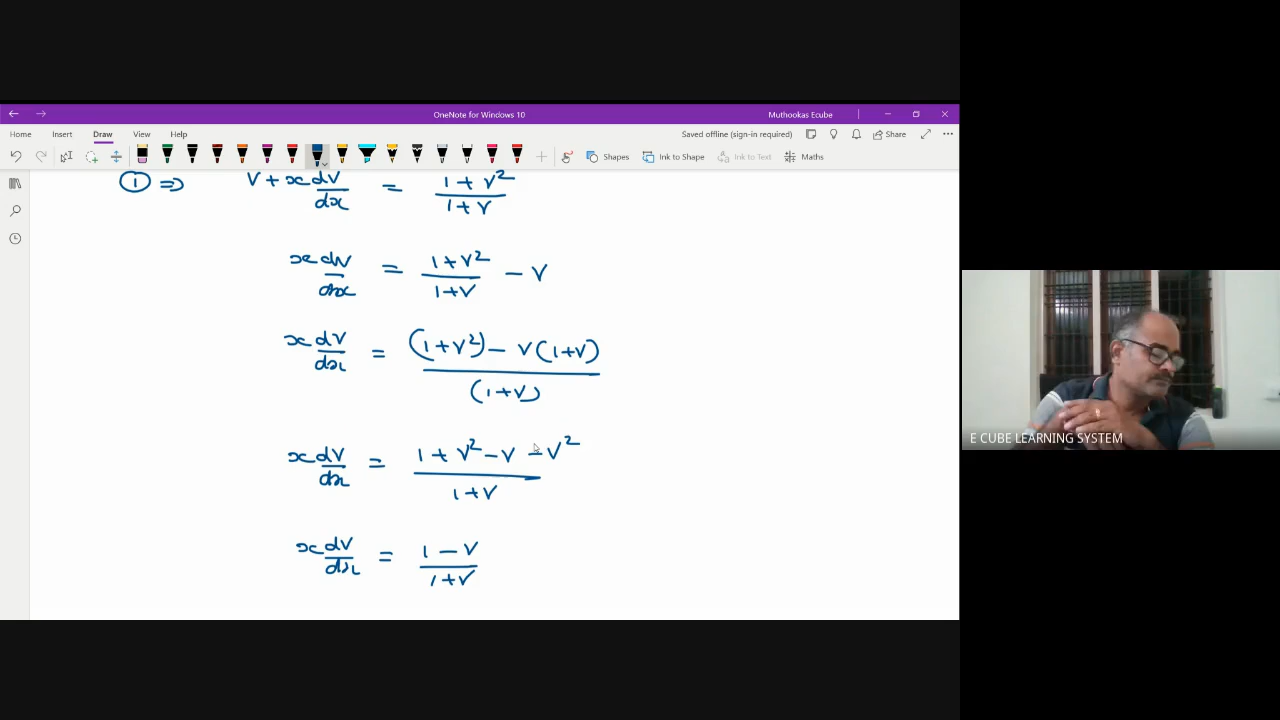 OneNote for Windows 10
Muthookas Ecube
Home Insert Draw View Help
Saved offline (sign-in required) Share
Shapes Ink to Shape Ink to Text Maths
① ⇒ V + x dV/dx = 1 + V²/1 + V
x dV/dx = 1 + V²/1 + V − V
x dV/dx = (1 + V²) − V(1 + V)/(1 + V)
x dV/dx = 1 + V² − V − V²/1 + V
x dV/dx = 1 − V/1 + V
E CUBE LEARNING SYSTEM